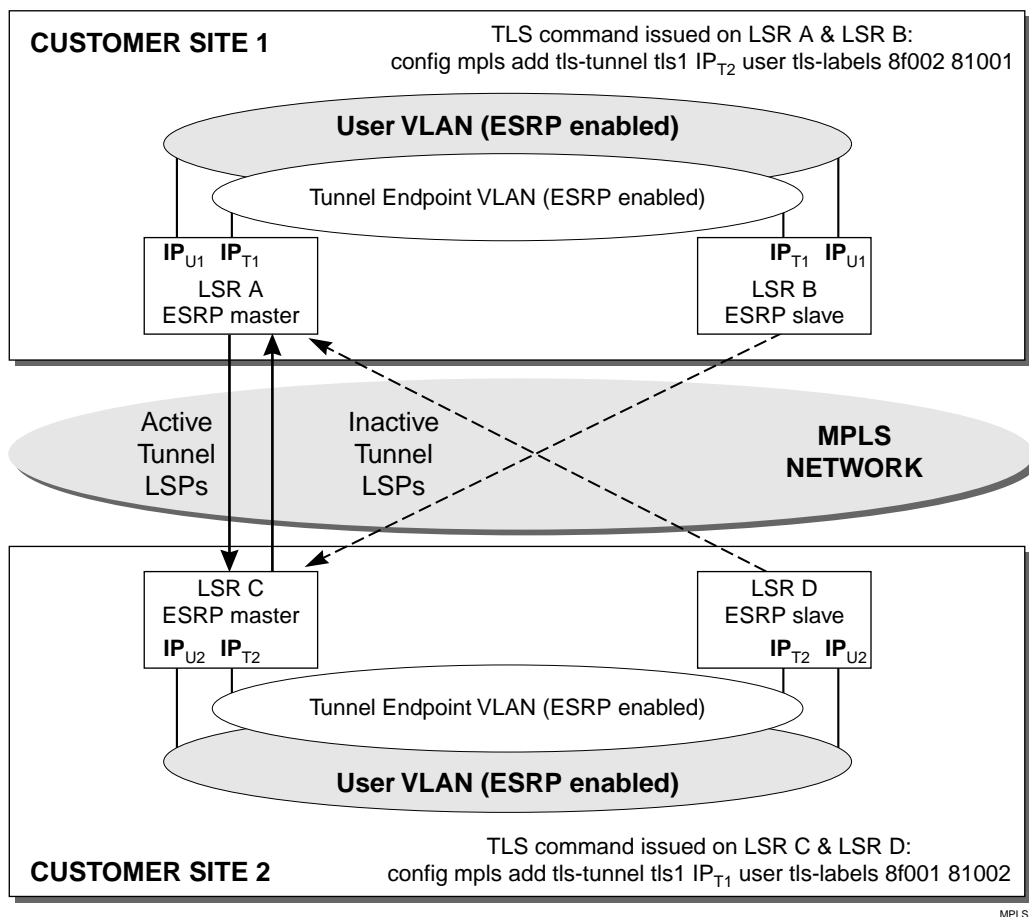 CUSTOMER SITE 1
TLS command issued on LSR A & LSR B:
config mpls add tls-tunnel tls1 IPT2 user tls-labels 8f002 81001
User VLAN (ESRP enabled)
Tunnel Endpoint VLAN (ESRP enabled)
IPU1 IPT1
LSR A
ESRP master
IPT1 IPU1
LSR B
ESRP slave
Active
Tunnel
LSPs
Inactive
Tunnel
LSPs
MPLS
NETWORK
LSR C
ESRP master
IPU2 IPT2
LSR D
ESRP slave
IPT2 IPU2
Tunnel Endpoint VLAN (ESRP enabled)
User VLAN (ESRP enabled)
CUSTOMER SITE 2
TLS command issued on LSR C & LSR D:
config mpls add tls-tunnel tls1 IPT1 user tls-labels 8f001 81002
MPLS